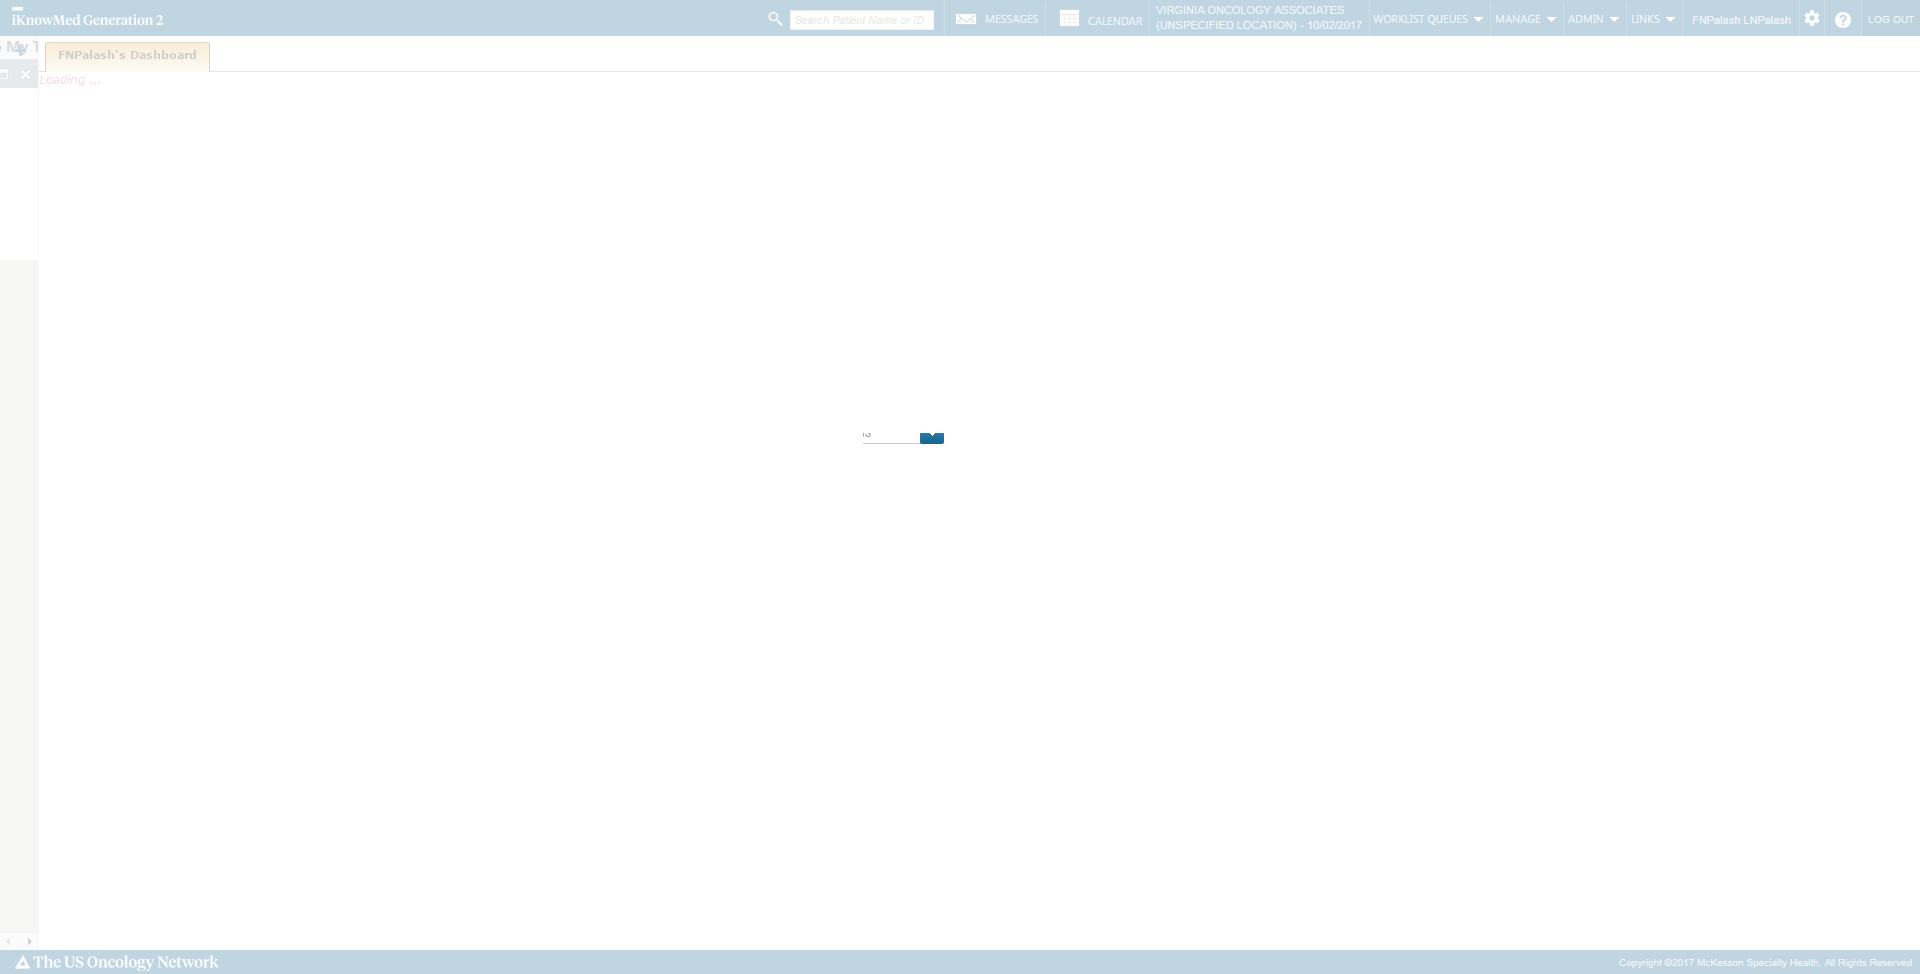 iKnowMed Generation 2
Search Patient Name or ID
MESSAGES
CALENDAR
VIRGINIA ONCOLOGY ASSOCIATES
(UNSPECIFIED LOCATION) - 10/02/2017
WORKLIST QUEUES
MANAGE
ADMIN
LINKS
FNPalash LNPalash
?
LOG OUT
My T
FNPalash's Dashboard
Loading ...
The US Oncology Network
Copyright ©2017 McKesson Specialty Health. All Rights Reserved